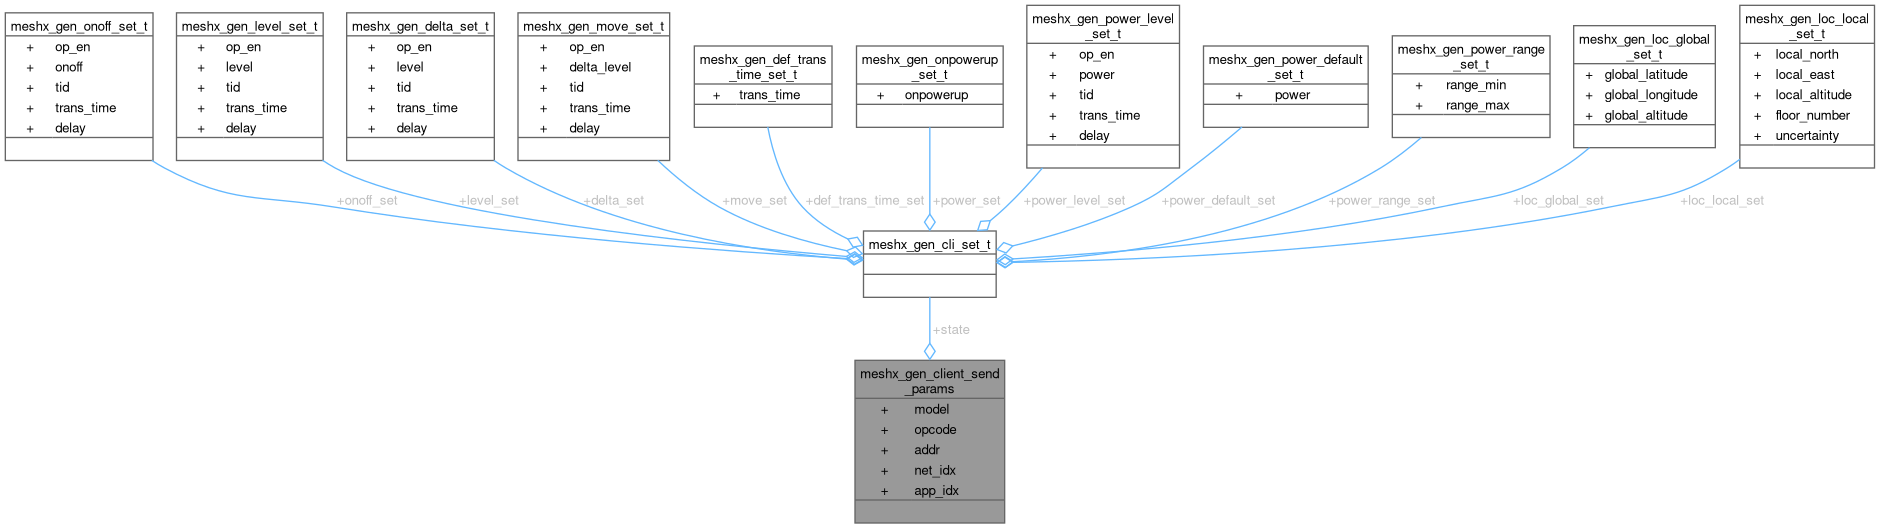 meshx_gen_onoff_set_t
+ op_en
+ onoff
+ tid
+ trans_time
+ delay
meshx_gen_level_set_t
+ op_en
+ level
+ tid
+ trans_time
+ delay
meshx_gen_delta_set_t
+ op_en
+ level
+ tid
+ trans_time
+ delay
meshx_gen_move_set_t
+ op_en
+ delta_level
+ tid
+ trans_time
+ delay
meshx_gen_def_trans
_time_set_t
+ trans_time
meshx_gen_onpowerup
_set_t
+ onpowerup
meshx_gen_power_level
_set_t
+ op_en
+ power
+ tid
+ trans_time
+ delay
meshx_gen_power_default
_set_t
+ power
meshx_gen_power_range
_set_t
+ range_min
+ range_max
meshx_gen_loc_global
_set_t
+ global_latitude
+ global_longitude
+ global_altitude
meshx_gen_loc_local
_set_t
+ local_north
+ local_east
+ local_altitude
+ floor_number
+ uncertainty
+onoff_set
+level_set
+delta_set
+move_set
+def_trans_time_set
+power_set
+power_level_set
+power_default_set
+power_range_set
+loc_global_set
+loc_local_set
meshx_gen_cli_set_t
+state
meshx_gen_client_send
_params
+ model
+ opcode
+ addr
+ net_idx
+ app_idx